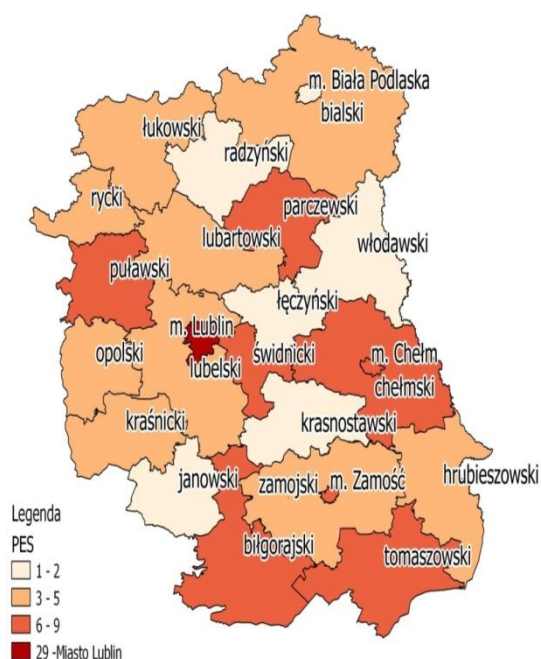 m. Biała Podlaska
bialski
łukowski
radzyński
rycki
parczewski
lubartowski
włodawski
puławski
łęczyński
m. Lublin
opolski
lubelski
świdnicki
m. Chełm
chełmski
kraśnicki
krasnostawski
janowski
zamojski
m. Zamość
hrubieszowski
biłgorajski
tomaszowski
Legenda
PES
1 - 2
3 - 5
6 - 9
29 -Miasto Lublin